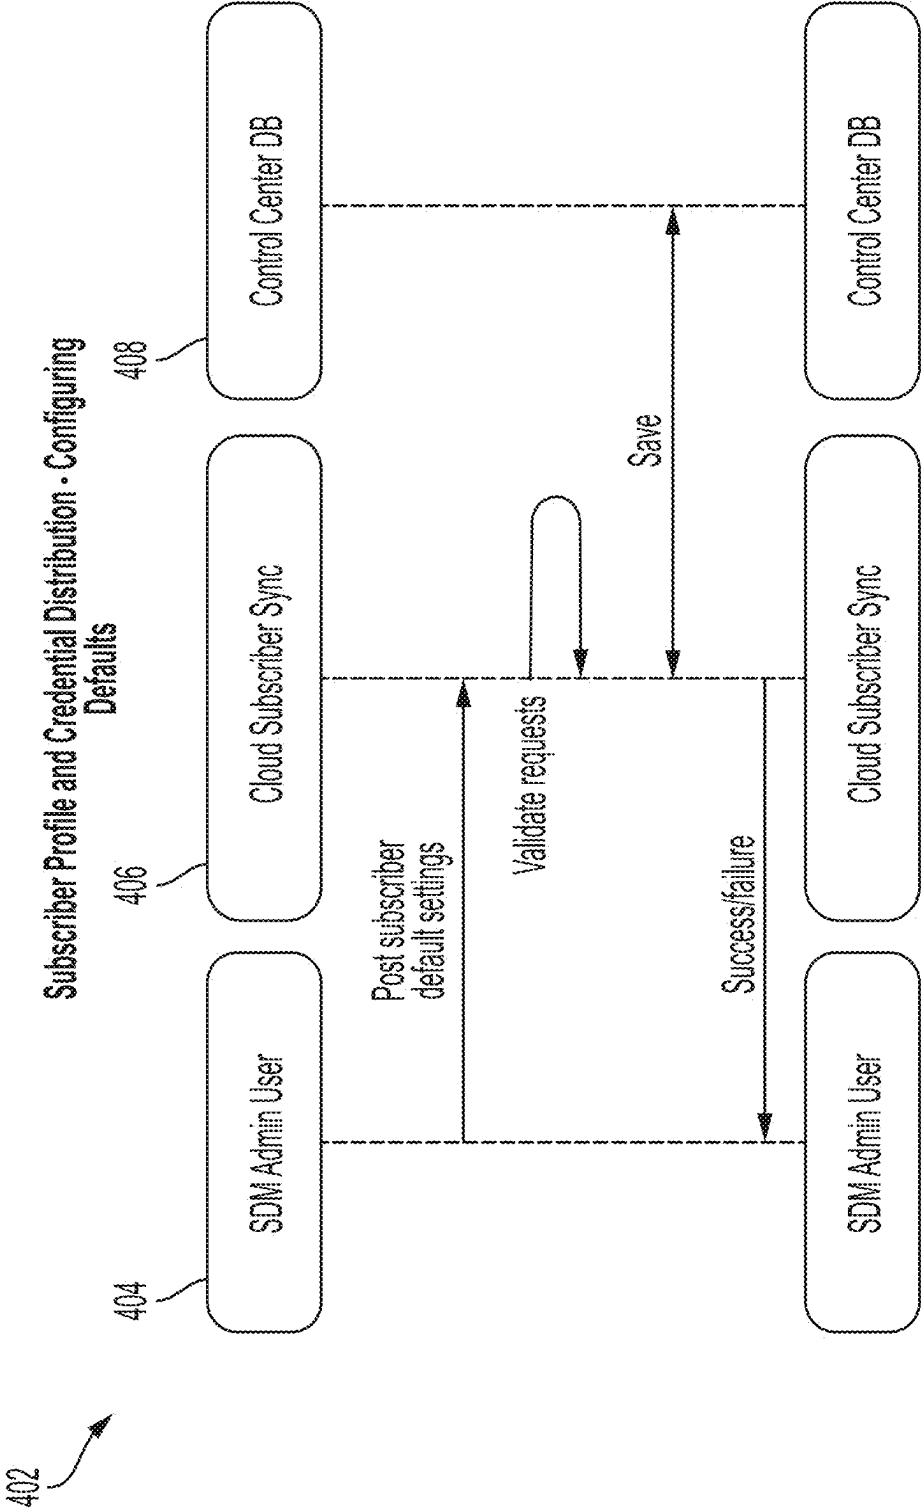 402
Subscriber Profile and Credential Distribution - Configuring
Defaults
404
406
408
SDM Admin User
Cloud Subscriber Sync
Control Center DB
Post subscriber
default settings
Validate requests
Save
Success/failure
SDM Admin User
Cloud Subscriber Sync
Control Center DB